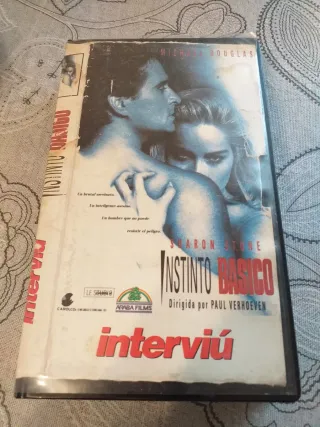 MICHAEL DOUGLAS
Un brutal asesinato.
Un inteligente asesino.
Un hombre que no puede
resistir el peligro.
SHARON STONE
INSTINTO BASICO
Dirigida por PAUL VERHOEVEN
ARABA FILMS
interviú
INSTINTO BASICO
interviú